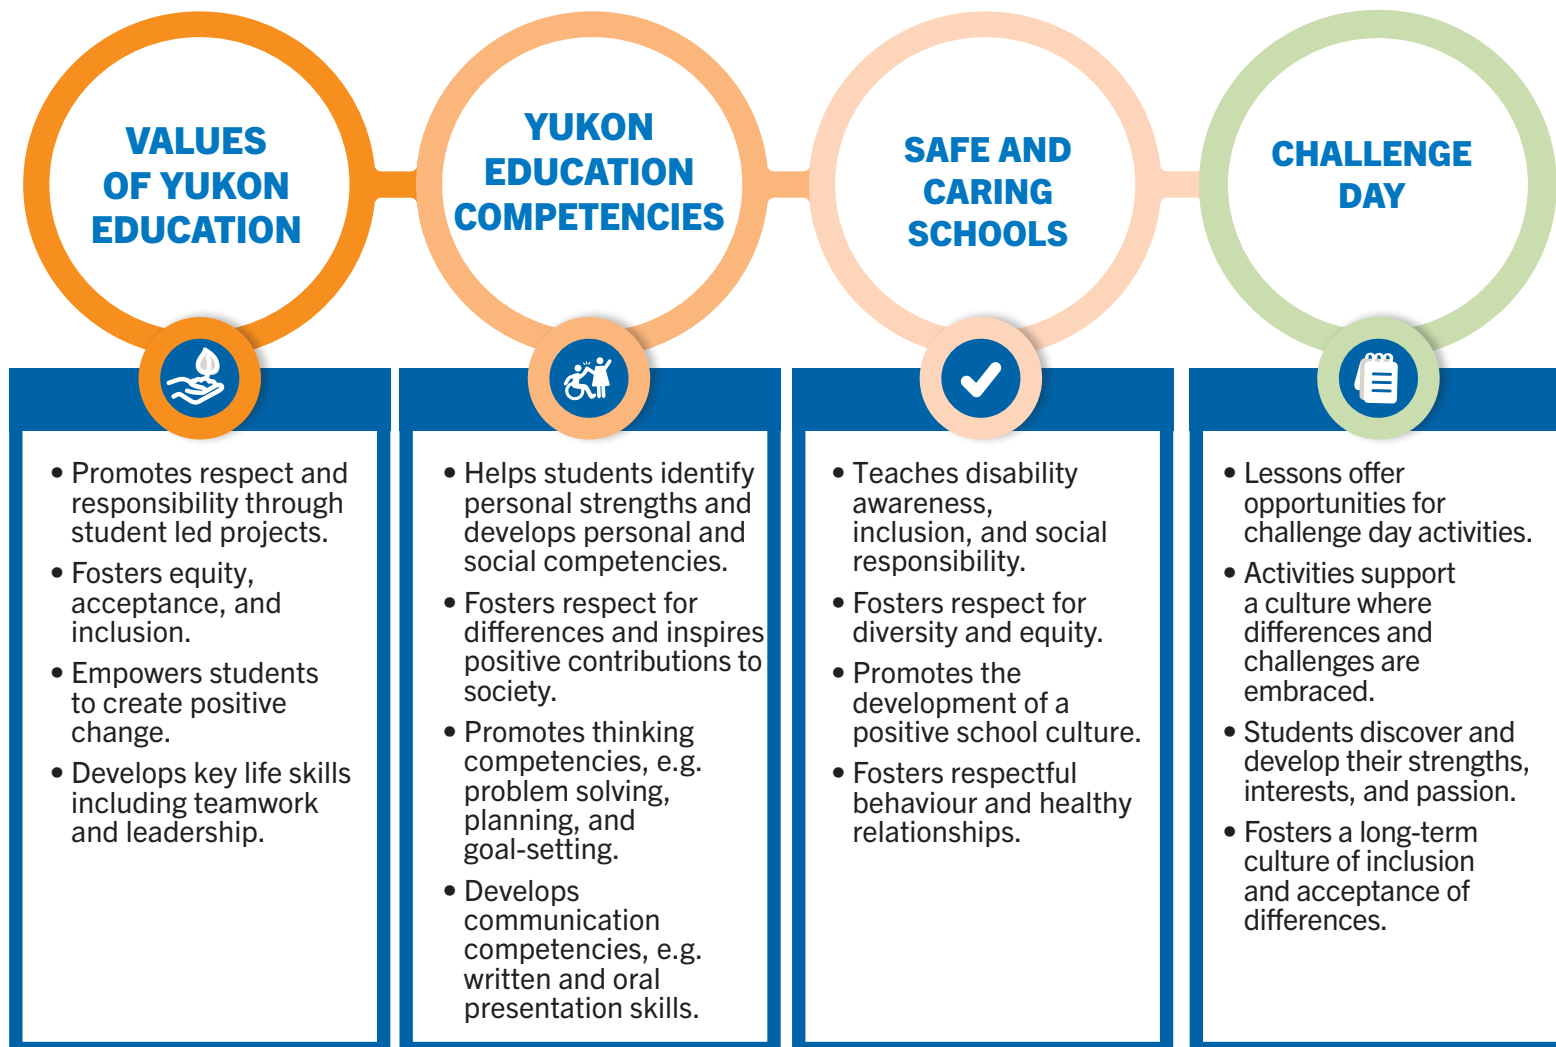 VALUES
OF YUKON
EDUCATION
• Promotes respect and
responsibility through
student led projects.
• Fosters equity,
acceptance, and
inclusion.
• Empowers students
to create positive
change.
• Develops key life skills
including teamwork
and leadership.
YUKON
EDUCATION
COMPETENCIES
• Helps students identify
personal strengths and
develops personal and
social competencies.
• Fosters respect for
differences and inspires
positive contributions to
society.
• Promotes thinking
competencies, e.g.
problem solving,
planning, and
goal-setting.
• Develops
communication
competencies, e.g.
written and oral
presentation skills.
SAFE AND
CARING
SCHOOLS
• Teaches disability
awareness,
inclusion, and social
responsibility.
• Fosters respect for
diversity and equity.
• Promotes the
development of a
positive school culture.
• Fosters respectful
behaviour and healthy
relationships.
CHALLENGE
DAY
• Lessons offer
opportunities for
challenge day activities.
• Activities support
a culture where
differences and
challenges are
embraced.
• Students discover and
develop their strengths,
interests, and passion.
• Fosters a long-term
culture of inclusion
and acceptance of
differences.